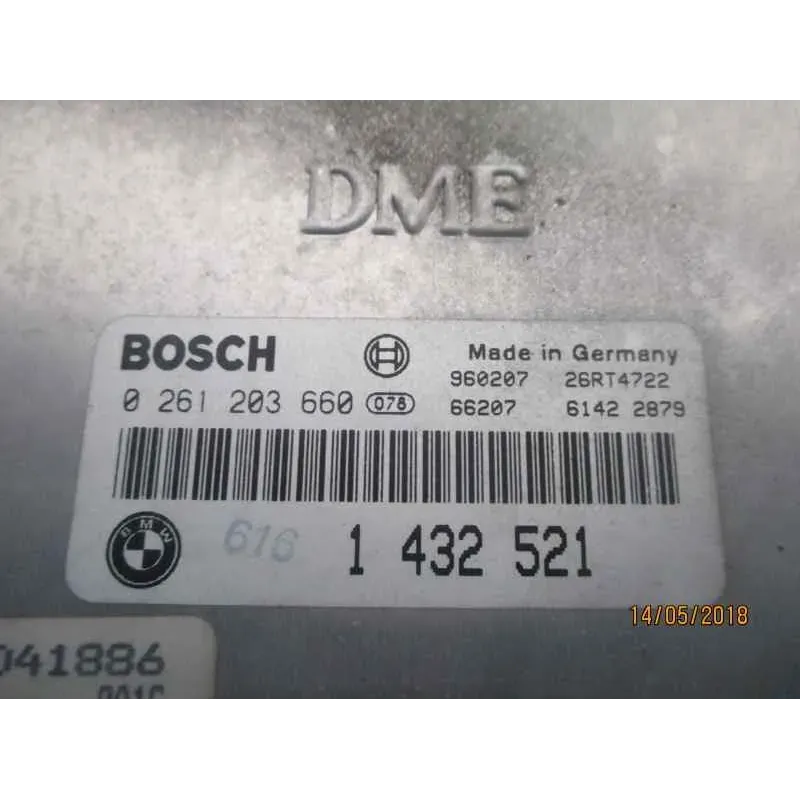 DME
BOSCH Made in Germany
960207 26RT4722
0 261 203 660 078 66207 6142 2879
BMW 616 1 432 521
14/05/2018
041886